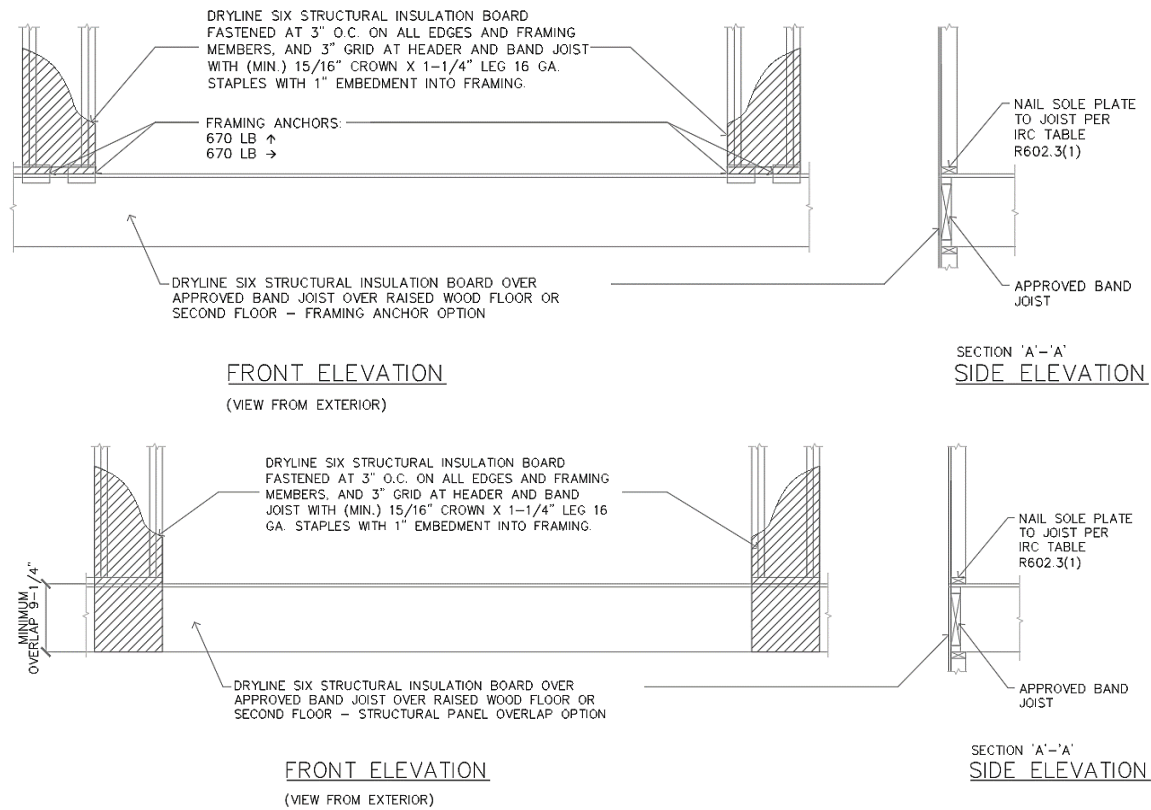 DRYLINE SIX STRUCTURAL INSULATION BOARD
FASTENED AT 3" O.C. ON ALL EDGES AND FRAMING
MEMBERS, AND 3" GRID AT HEADER AND BAND JOIST
WITH (MIN.) 15/16" CROWN X 1-1/4" LEG 16 GA.
STAPLES WITH 1" EMBEDMENT INTO FRAMING.
FRAMING ANCHORS:
670 LB ↑
670 LB →
NAIL SOLE PLATE
TO JOIST PER
IRC TABLE
R602.3(1)
DRYLINE SIX STRUCTURAL INSULATION BOARD OVER
APPROVED BAND JOIST OVER RAISED WOOD FLOOR OR
SECOND FLOOR - FRAMING ANCHOR OPTION
APPROVED BAND
JOIST
FRONT ELEVATION
(VIEW FROM EXTERIOR)
SECTION 'A'-'A'
SIDE ELEVATION
DRYLINE SIX STRUCTURAL INSULATION BOARD
FASTENED AT 3" O.C. ON ALL EDGES AND FRAMING
MEMBERS, AND 3" GRID AT HEADER AND BAND
JOIST WITH (MIN.) 15/16" CROWN X 1-1/4" LEG 16
GA. STAPLES WITH 1" EMBEDMENT INTO FRAMING.
NAIL SOLE PLATE
TO JOIST PER
IRC TABLE
R602.3(1)
MINIMUM
OVERLAP 9-1/4"
DRYLINE SIX STRUCTURAL INSULATION BOARD OVER
APPROVED BAND JOIST OVER RAISED WOOD FLOOR OR
SECOND FLOOR - STRUCTURAL PANEL OVERLAP OPTION
APPROVED BAND
JOIST
FRONT ELEVATION
(VIEW FROM EXTERIOR)
SECTION 'A'-'A'
SIDE ELEVATION